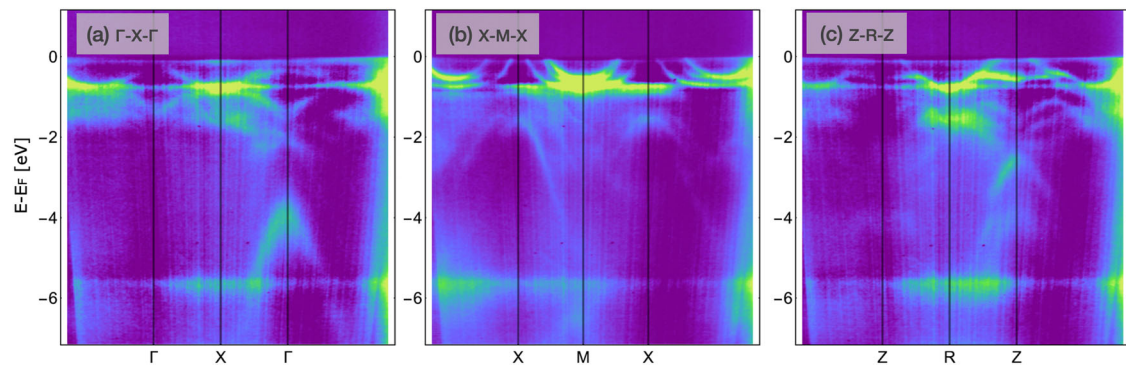 (a) Γ-X-Γ
(b) X-M-X
(c) Z-R-Z
E-EF [eV]
0
−2
−4
−6
0
−2
−4
−6
0
−2
−4
−6
Γ X Γ
X M X
Z R Z